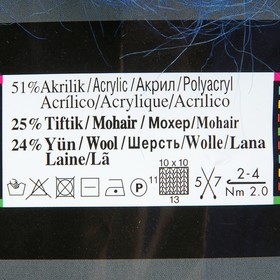 51% Akrilik/Acrylic/Акрил/Polyacryl
Acrílico/Acrylique/Acrilico
25% Tiftik/Mohair/Мохер/Mohair
24% Yün/Wool/Шерсть/Wolle/Lana
Laine/Lã
10 x 10
P 11 5 7 2-4
13 Nm 2.0